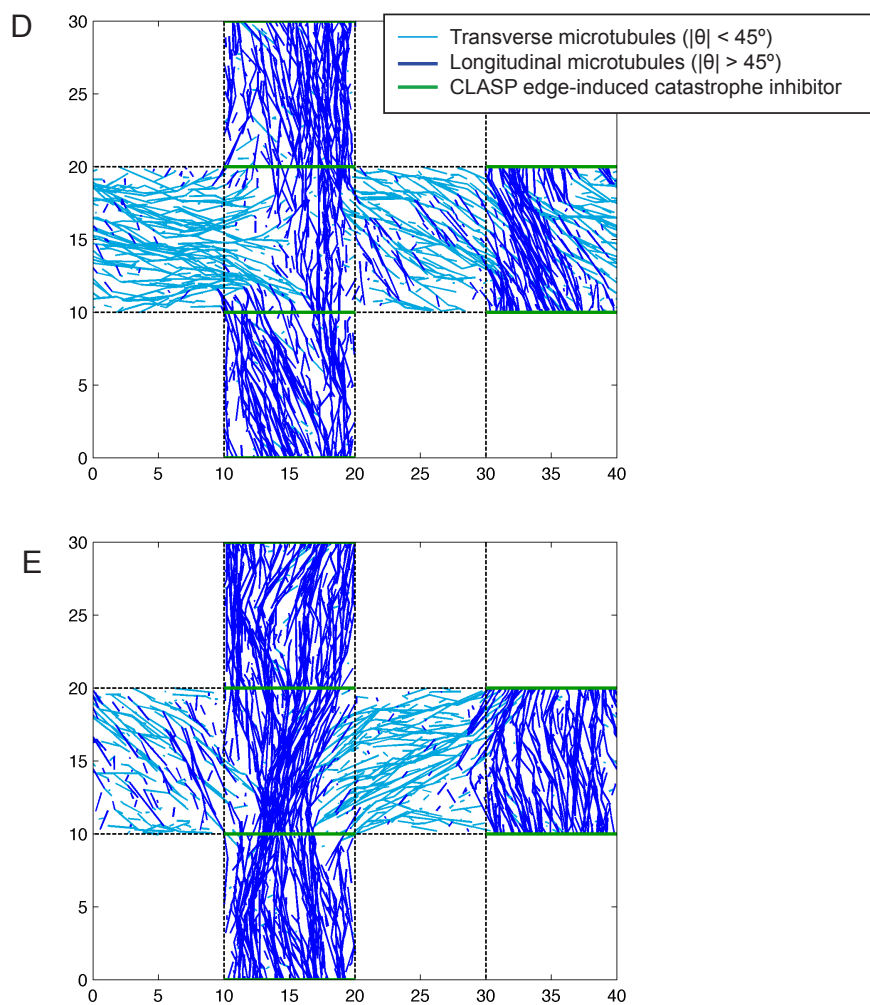 D
Transverse microtubules (|θ| < 45º)
Longitudinal microtubules (|θ| > 45º)
CLASP edge-induced catastrophe inhibitor
30
25
20
15
10
5
0
0 5 10 15 20 25 30 35 40
E
30
25
20
15
10
5
0
0 5 10 15 20 25 30 35 40